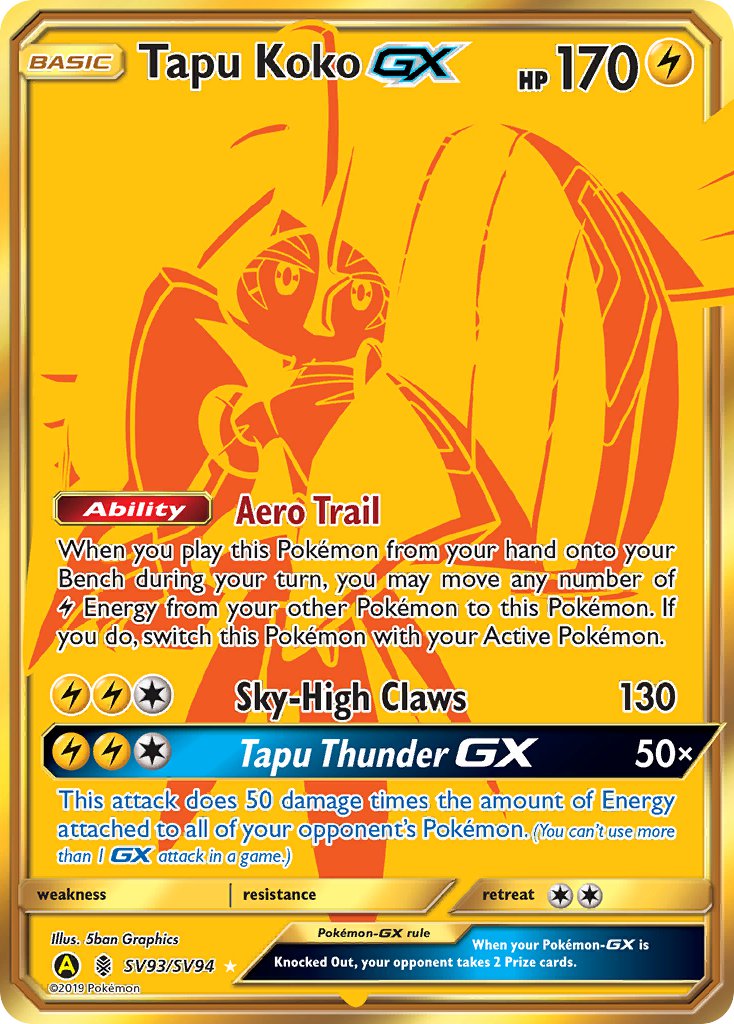 BASIC Tapu Koko GX HP 170
Ability Aero Trail
When you play this Pokémon from your hand onto your
Bench during your turn, you may move any number of
Energy from your other Pokémon to this Pokémon. If
you do, switch this Pokémon with your Active Pokémon.
Sky-High Claws 130
Tapu Thunder GX 50×
This attack does 50 damage times the amount of Energy
attached to all of your opponent's Pokémon. (You can't use more
than 1 GX attack in a game.)
weakness resistance retreat
Illus. 5ban Graphics
Pokémon-GX rule
When your Pokémon-GX is
Knocked Out, your opponent takes 2 Prize cards.
A SV93/SV94
©2019 Pokémon